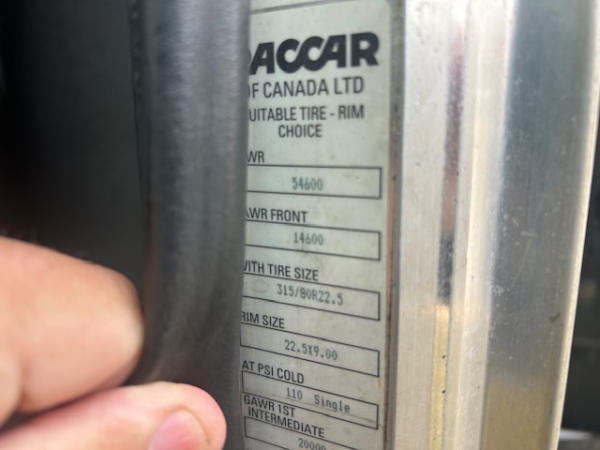 PACCAR
OF CANADA LTD
SUITABLE TIRE - RIM
CHOICE
WR
54600
AWR FRONT
14600
WITH TIRE SIZE
315/80R22.5
RIM SIZE
22.5X9.00
AT PSI COLD
110 Single
GAWR 1ST
INTERMEDIATE
20000